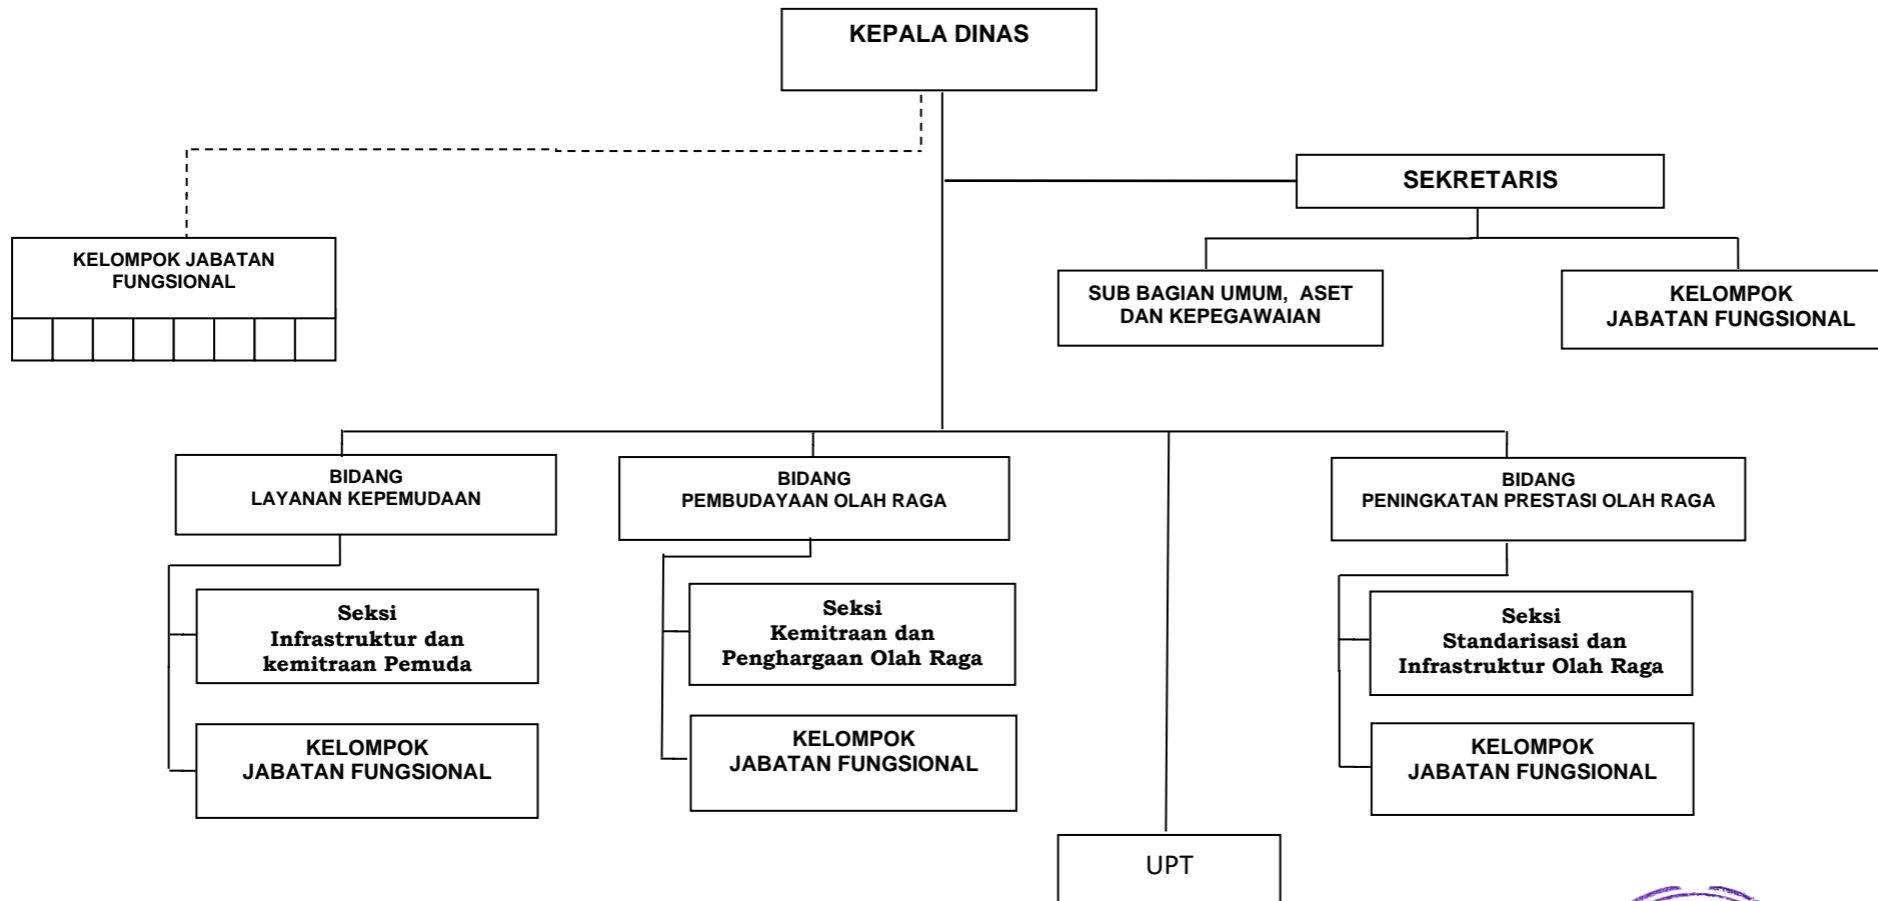 KEPALA DINAS
SEKRETARIS
KELOMPOK JABATAN
FUNGSIONAL
SUB BAGIAN UMUM, ASET
DAN KEPEGAWAIAN
KELOMPOK
JABATAN FUNGSIONAL
BIDANG
LAYANAN KEPEMUDAAN
BIDANG
PEMBUDAYAAN OLAH RAGA
BIDANG
PENINGKATAN PRESTASI OLAH RAGA
Seksi
Infrastruktur dan
kemitraan Pemuda
Seksi
Kemitraan dan
Penghargaan Olah Raga
Seksi
Standarisasi dan
Infrastruktur Olah Raga
KELOMPOK
JABATAN FUNGSIONAL
KELOMPOK
JABATAN FUNGSIONAL
KELOMPOK
JABATAN FUNGSIONAL
UPT